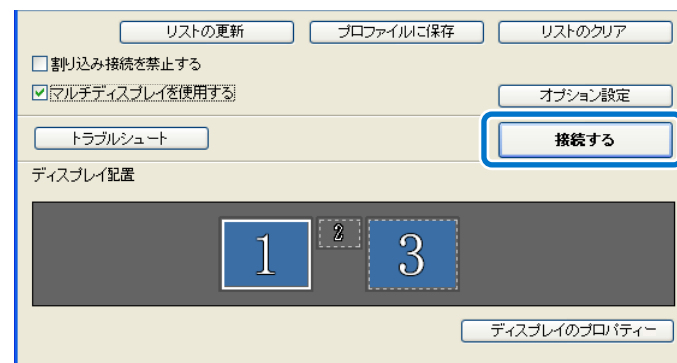 リストの更新 プロファイルに保存 リストのクリア
割り込み接続を禁止する
マルチディスプレイを使用する
オプション設定
トラブルシュート 接続する
ディスプレイ配置
1 2 3
ディスプレイのプロパティー